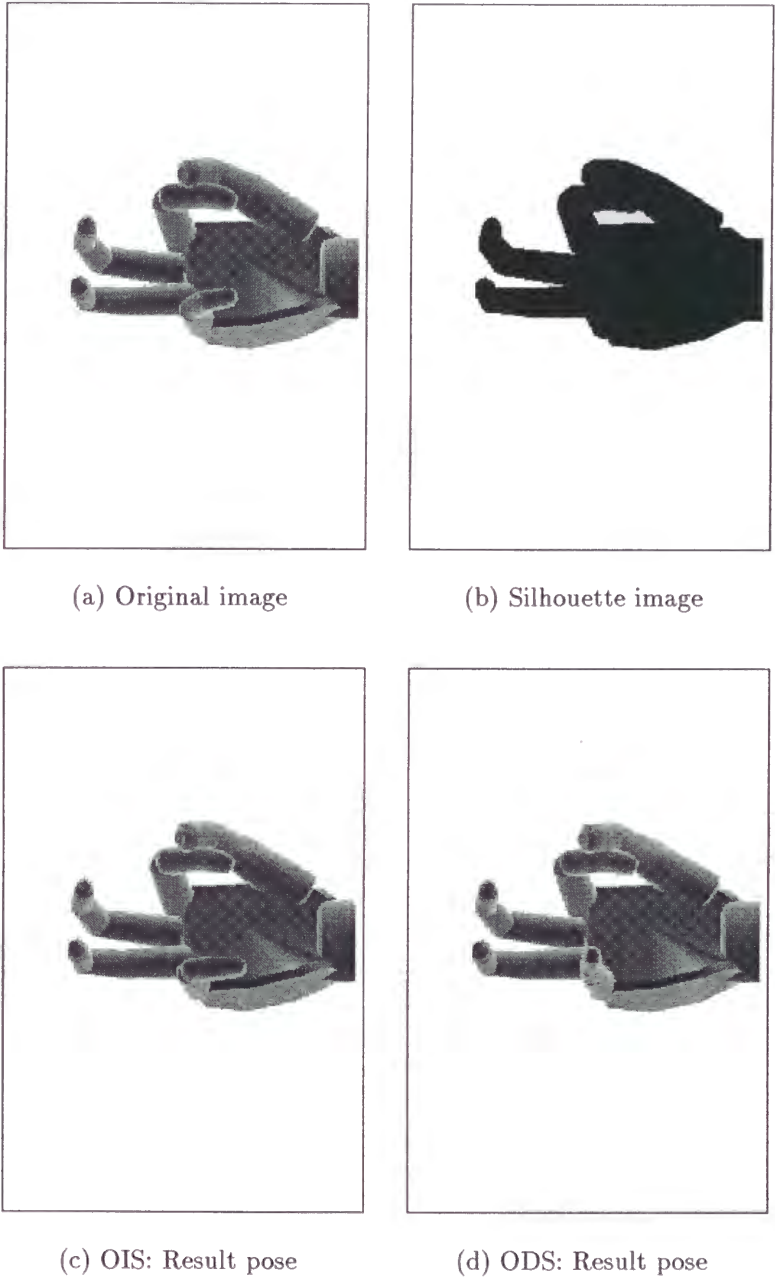 (a) Original image
(b) Silhouette image
(c) OIS: Result pose
(d) ODS: Result pose